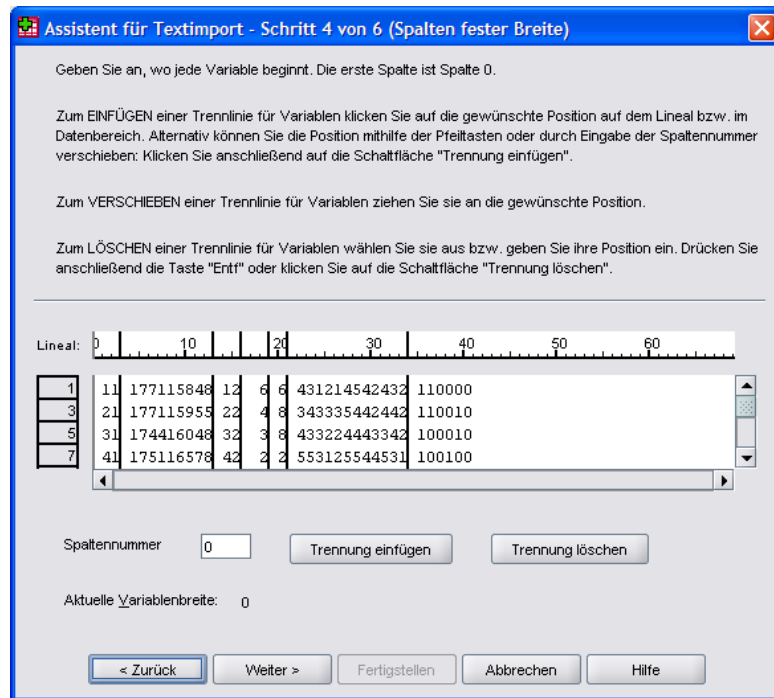 Assistent für Textimport - Schritt 4 von 6 (Spalten fester Breite)
Geben Sie an, wo jede Variable beginnt. Die erste Spalte ist Spalte 0.
Zum EINFÜGEN einer Trennlinie für Variablen klicken Sie auf die gewünschte Position auf dem Lineal bzw. im
Datenbereich. Alternativ können Sie die Position mithilfe der Pfeiltasten oder durch Eingabe der Spaltennummer
verschieben: Klicken Sie anschließend auf die Schaltfläche "Trennung einfügen".
Zum VERSCHIEBEN einer Trennlinie für Variablen ziehen Sie sie an die gewünschte Position.
Zum LÖSCHEN einer Trennlinie für Variablen wählen Sie sie aus bzw. geben Sie ihre Position ein. Drücken Sie
anschließend die Taste "Entf" oder klicken Sie auf die Schaltfläche "Trennung löschen".
Lineal: 0 10 20 30 40 50 60
1 11 177115848 12 6 6 431214542432 110000
3 21 177115955 22 4 8 343335442442 110010
5 31 174416048 32 3 8 433224443342 100010
7 41 175116578 42 2 2 553125544531 100100
Spaltennummer 0 Trennung einfügen Trennung löschen
Aktuelle Variablenbreite: 0
< Zurück Weiter > Fertigstellen Abbrechen Hilfe